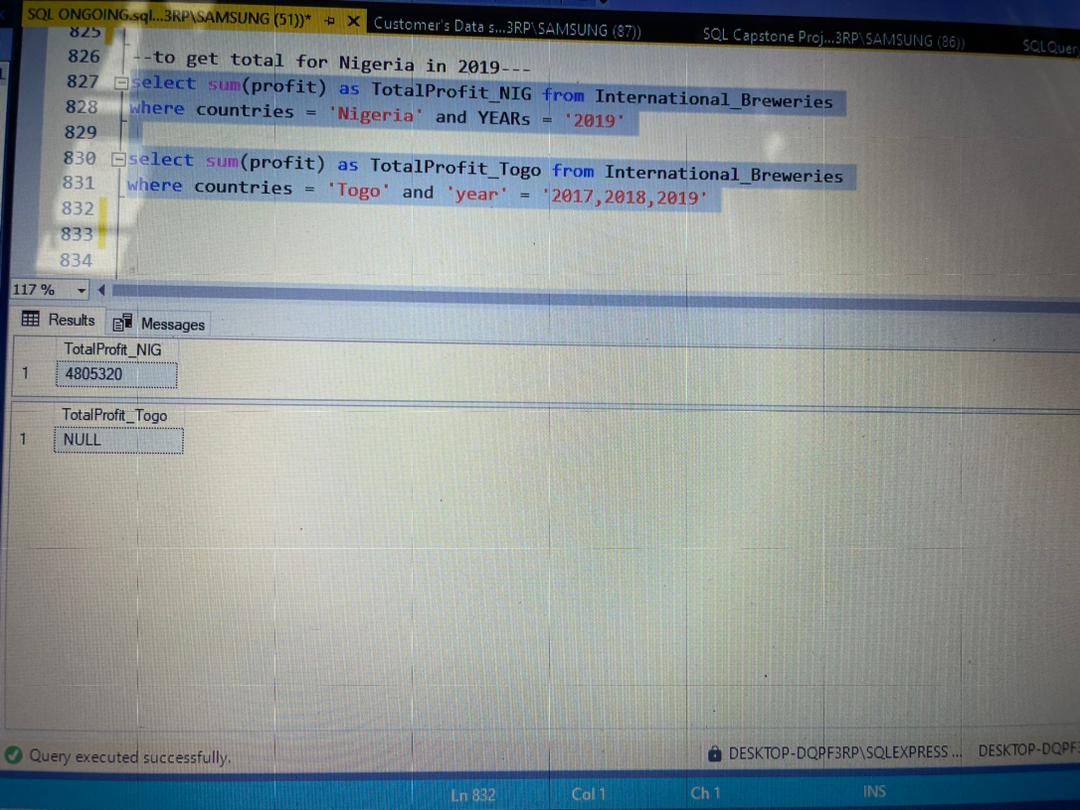 SQL ONGOING.sql...3RP\SAMSUNG (51))*
Customer's Data s...3RP\SAMSUNG (87))
SQL Capstone Proj...3RP\SAMSUNG (86))
SQLQuer
825
826 --to get total for Nigeria in 2019---
827 select sum(profit) as TotalProfit_NIG from International_Breweries
828 where countries = 'Nigeria' and YEARs = '2019'
829
830 select sum(profit) as TotalProfit_Togo from International_Breweries
831 where countries = 'Togo' and 'year' = '2017,2018,2019'
832
833
834
117 %
Results Messages
TotalProfit_NIG
1 4805320
TotalProfit_Togo
1 NULL
Query executed successfully.
DESKTOP-DQPF3RP\SQLEXPRESS ...
DESKTOP-DQPF3
Ln 832 Col 1 Ch 1 INS